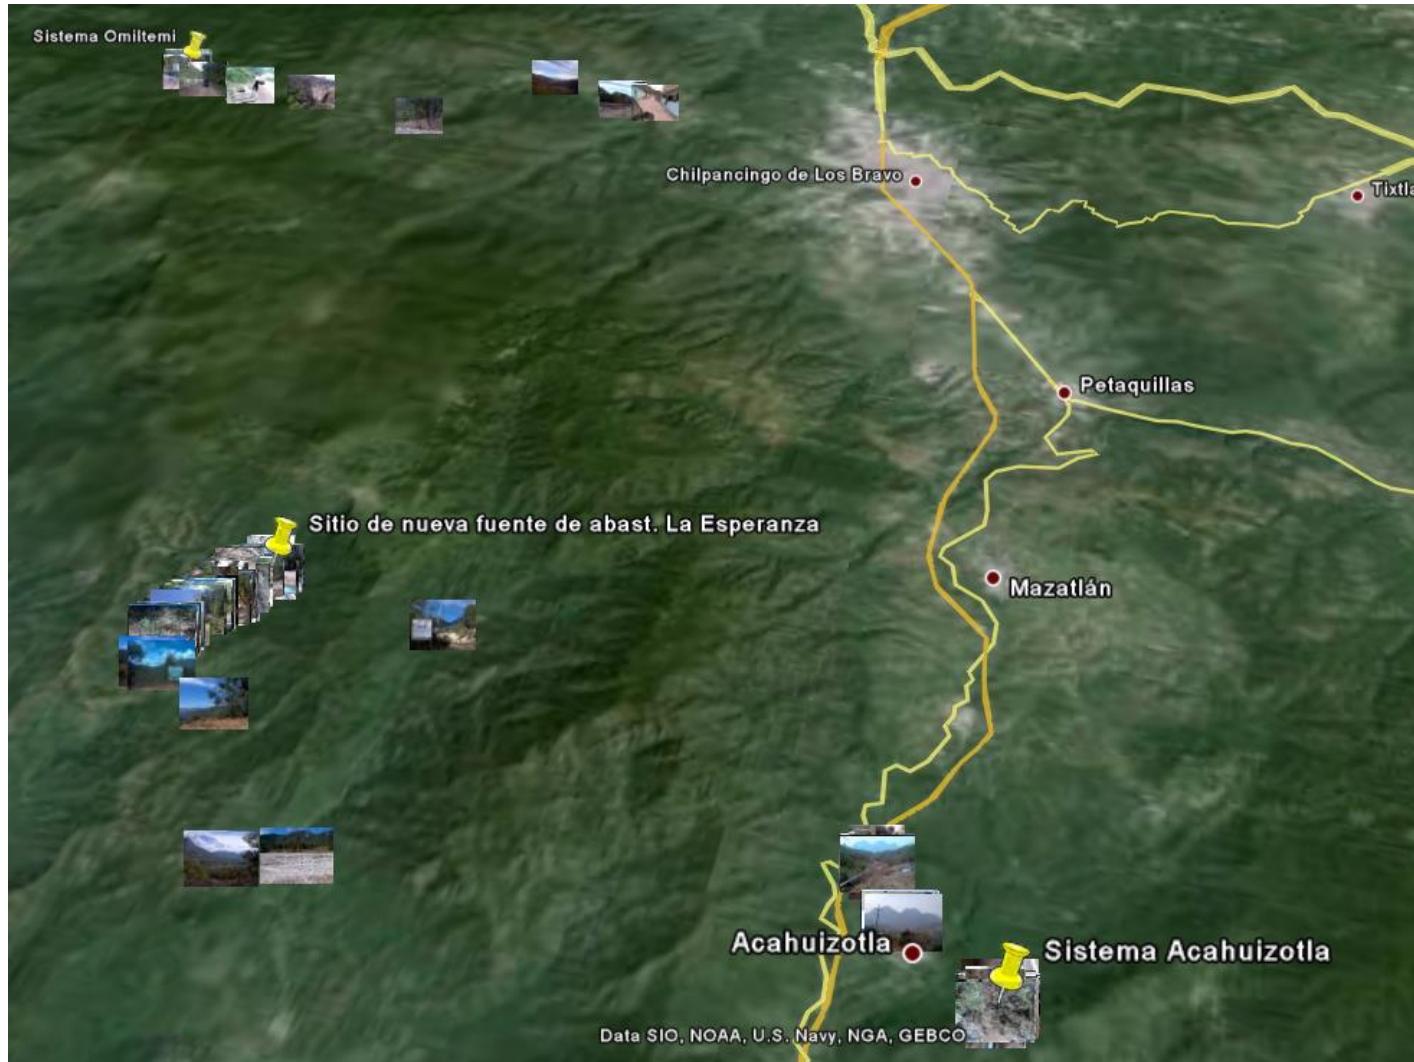 Sistema Omiltemi
Chilpancingo de Los Bravo
Tixtla
Petaquillas
Sitio de nueva fuente de abast. La Esperanza
Mazatlán
Acahuizotla
Sistema Acahuizotla
Data SIO, NOAA, U.S. Navy, NGA, GEBCO